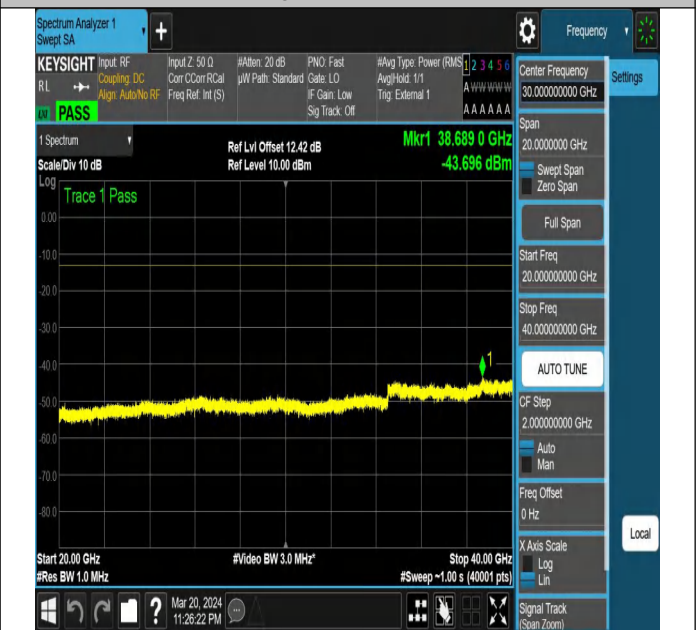 Spectrum Analyzer 1
Swept SA
+
Frequency
KEYSIGHT
RL
PASS
Input: RF
Coupling: DC
Align: Auto/No RF
Input Z: 50 Ω
Corr CCorr RCal
Freq Ref: Int (S)
#Atten: 20 dB
µW Path: Standard
PNO: Fast
Gate: LO
IF Gain: Low
Sig Track: Off
#Avg Type: Power (RMS
Avg|Hold: 1/1
Trig: External 1
1 2 3 4 5 6
A W W W W W
A A A A A A
1 Spectrum
Scale/Div 10 dB
Log
Ref Lvl Offset 12.42 dB
Ref Level 10.00 dBm
Mkr1 38.689 0 GHz
-43.696 dBm
Trace 1 Pass
0.00
-10.0
-20.0
-30.0
-40.0
-50.0
-60.0
-70.0
-80.0
1
Start 20.00 GHz
#Res BW 1.0 MHz
#Video BW 3.0 MHz*
Stop 40.00 GHz
#Sweep ~1.00 s (40001 pts)
Mar 20, 2024
11:26:22 PM
Center Frequency
30.000000000 GHz
Settings
Span
20.0000000 GHz
Swept Span
Zero Span
Full Span
Start Freq
20.000000000 GHz
Stop Freq
40.000000000 GHz
AUTO TUNE
CF Step
2.000000000 GHz
Auto
Man
Freq Offset
0 Hz
X Axis Scale
Log
Lin
Local
Signal Track
(Span Zoom)